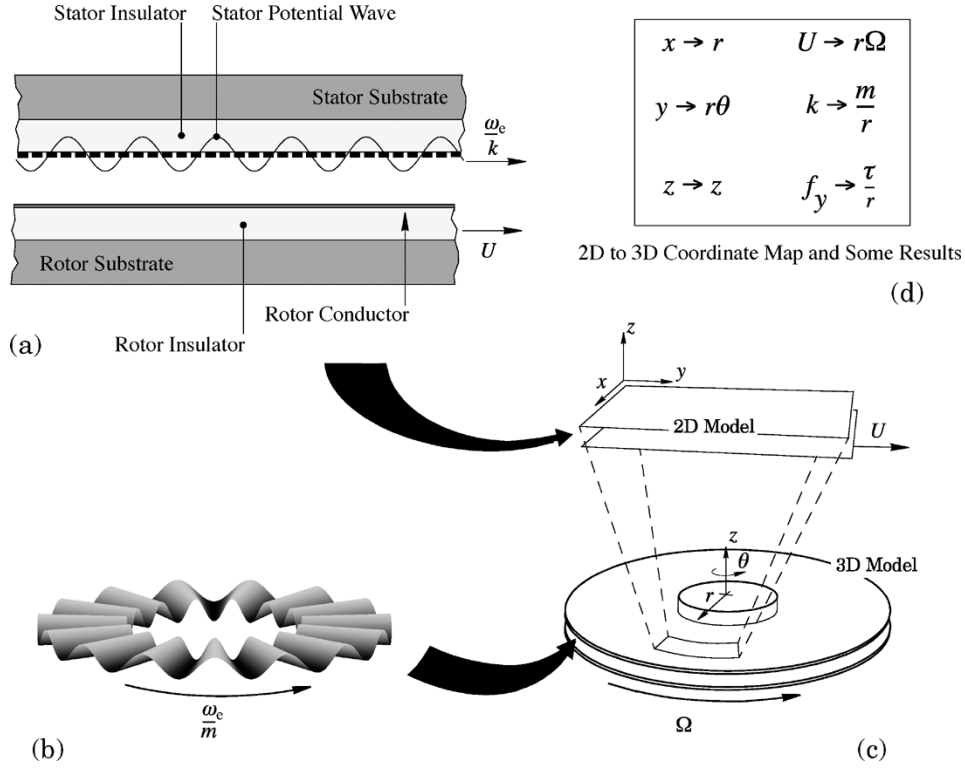 Stator Insulator
Stator Potential Wave
Stator Substrate
ωe/k
Rotor Substrate
U
Rotor Conductor
Rotor Insulator
(a)
x → r
U → rΩ
y → rθ
k → m/r
z → z
f_y → τ/r
2D to 3D Coordinate Map and Some Results
(d)
z
x
y
2D Model
U
z
θ
r
3D Model
Ω
(c)
ωe/m
(b)